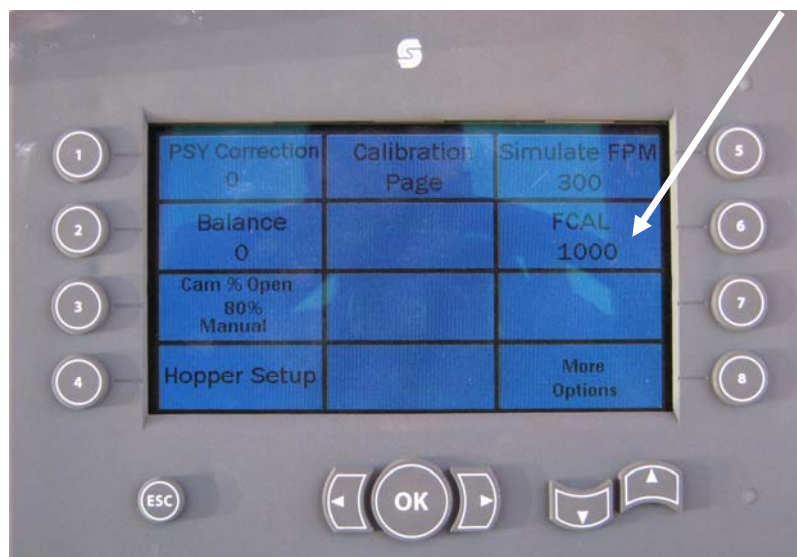 PSY Correction
0
Calibration
Page
Simulate FPM
300
Balance
0
FCAL
1000
Cam % Open
80%
Manual
Hopper Setup
More
Options
1
2
3
4
5
6
7
8
ESC
OK
S